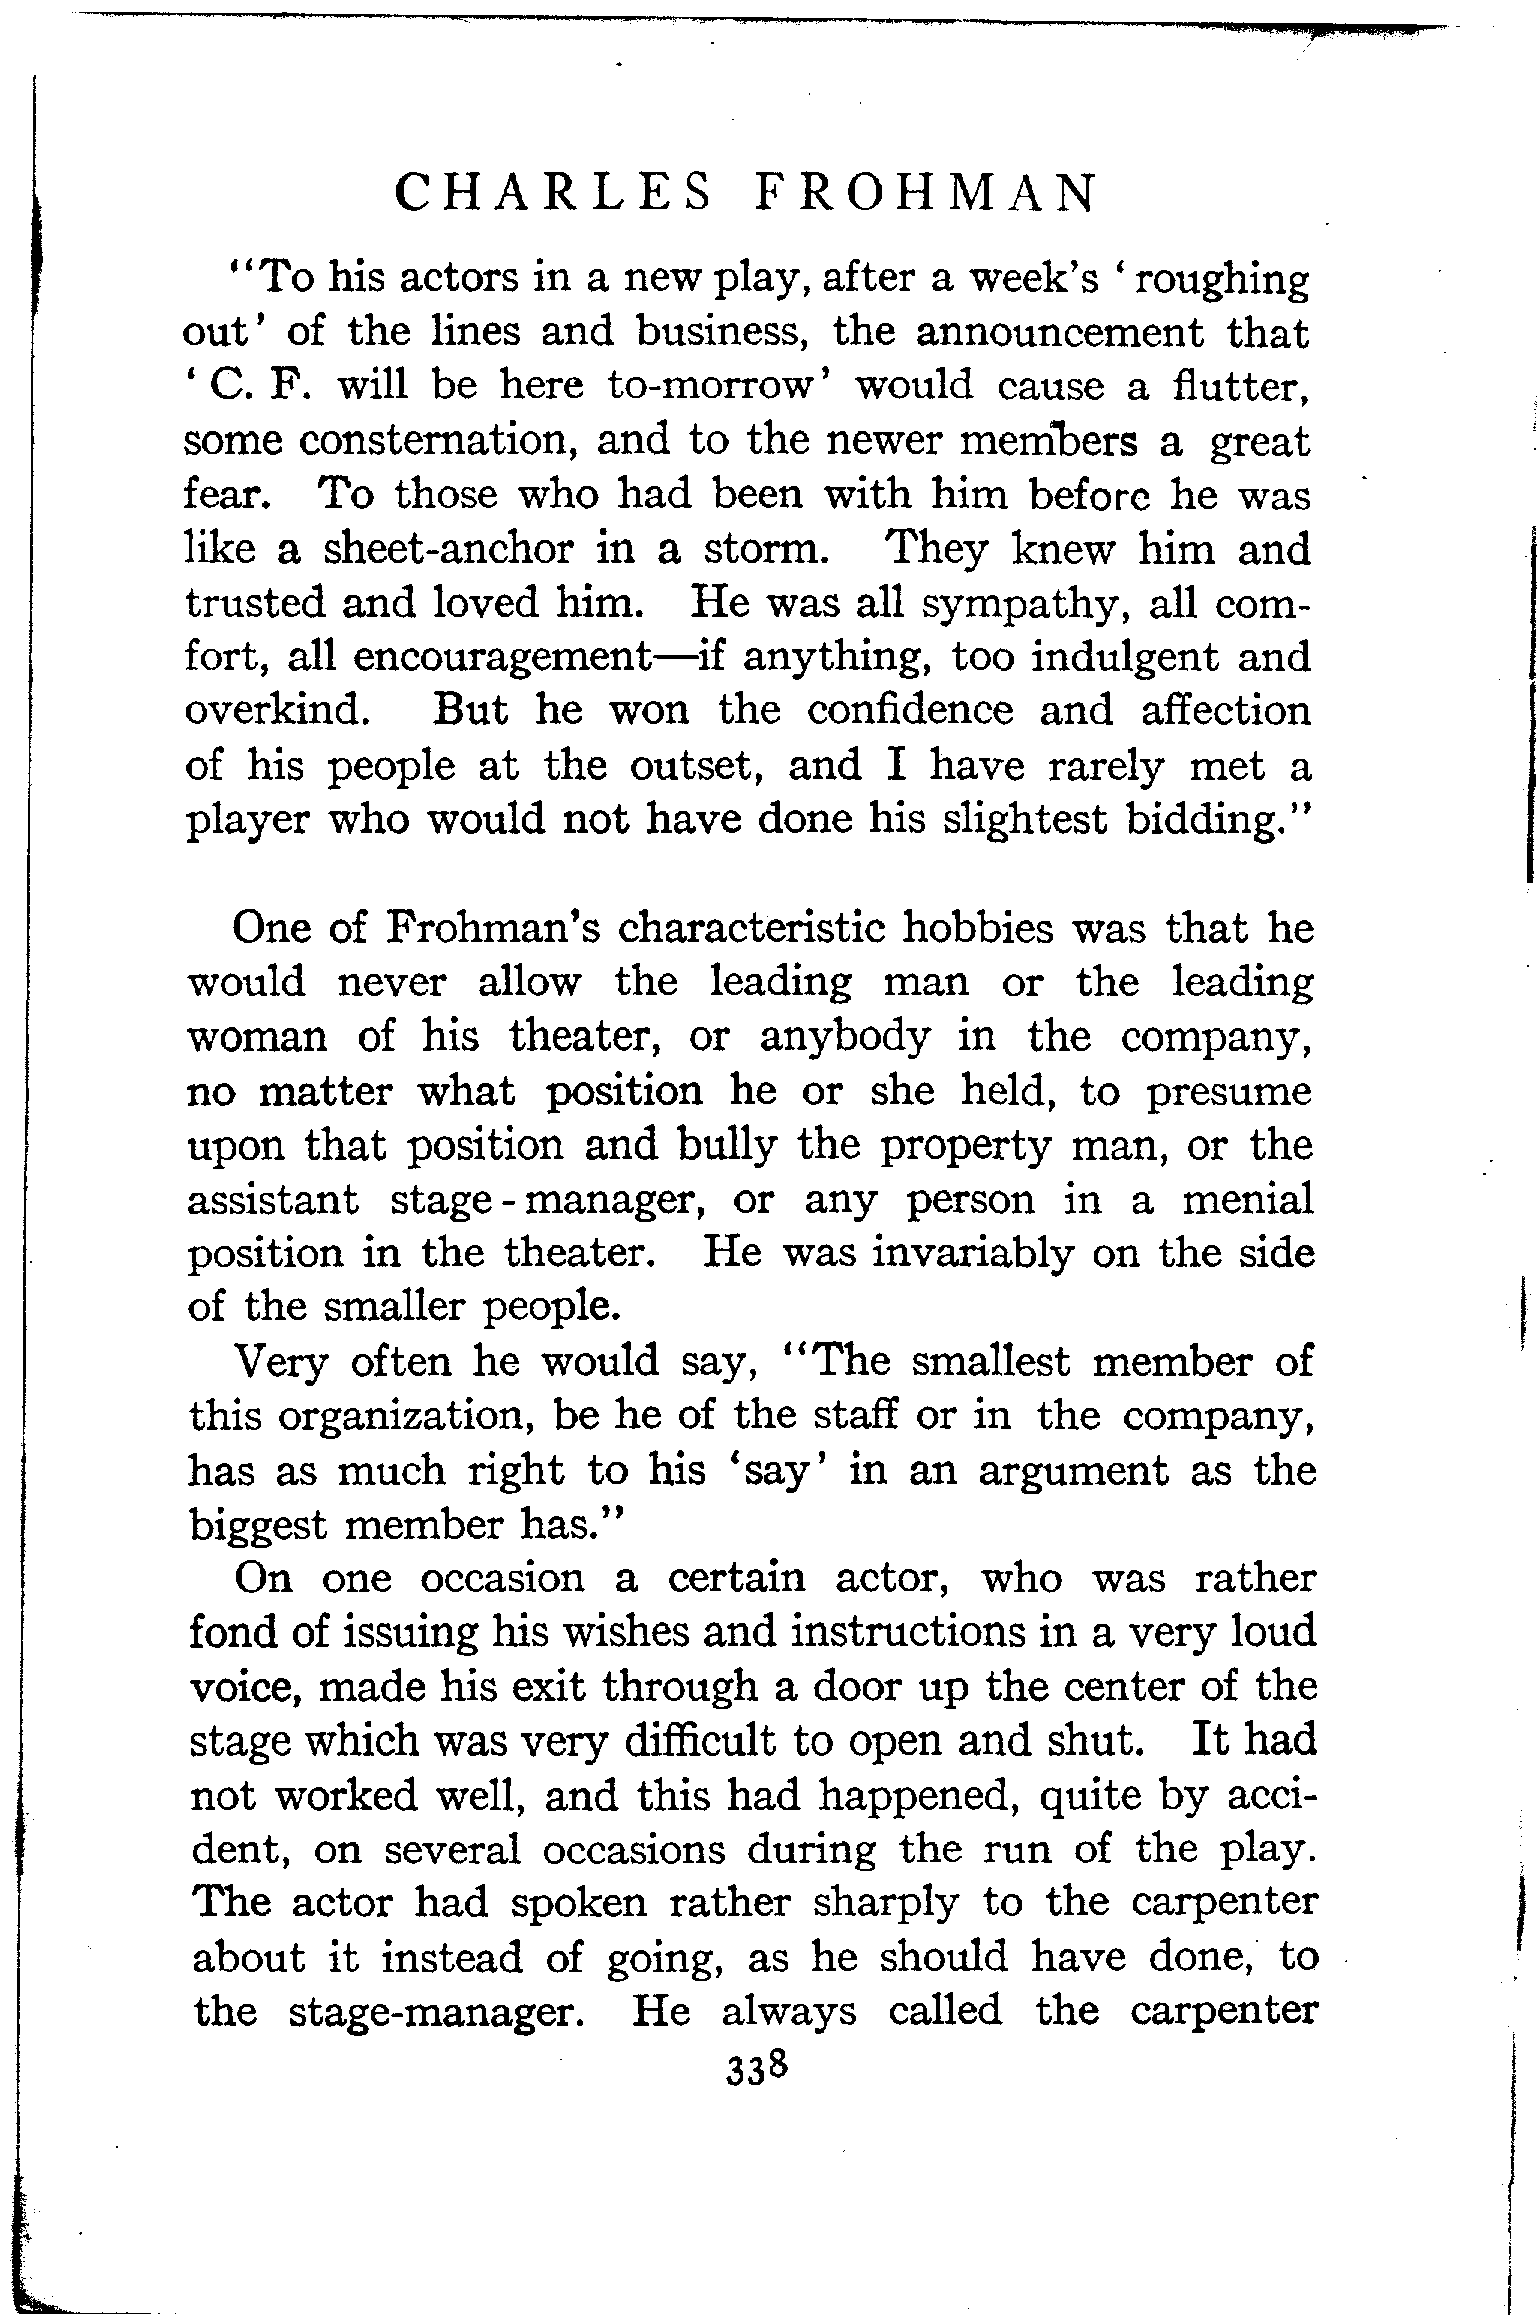 CHARLES FROHMAN
"To his actors in a new play, after a week's 'roughing
out' of the lines and business, the announcement that
'C. F. will be here to-morrow' would cause a flutter,
some consternation, and to the newer members a great
fear. To those who had been with him before he was
like a sheet-anchor in a storm. They knew him and
trusted and loved him. He was all sympathy, all com-
fort, all encouragement—if anything, too indulgent and
overkind. But he won the confidence and affection
of his people at the outset, and I have rarely met a
player who would not have done his slightest bidding."
One of Frohman's characteristic hobbies was that he
would never allow the leading man or the leading
woman of his theater, or anybody in the company,
no matter what position he or she held, to presume
upon that position and bully the property man, or the
assistant stage-manager, or any person in a menial
position in the theater. He was invariably on the side
of the smaller people.
Very often he would say, "The smallest member of
this organization, be he of the staff or in the company,
has as much right to his 'say' in an argument as the
biggest member has."
On one occasion a certain actor, who was rather
fond of issuing his wishes and instructions in a very loud
voice, made his exit through a door up the center of the
stage which was very difficult to open and shut. It had
not worked well, and this had happened, quite by acci-
dent, on several occasions during the run of the play.
The actor had spoken rather sharply to the carpenter
about it instead of going, as he should have done, to
the stage-manager. He always called the carpenter
338